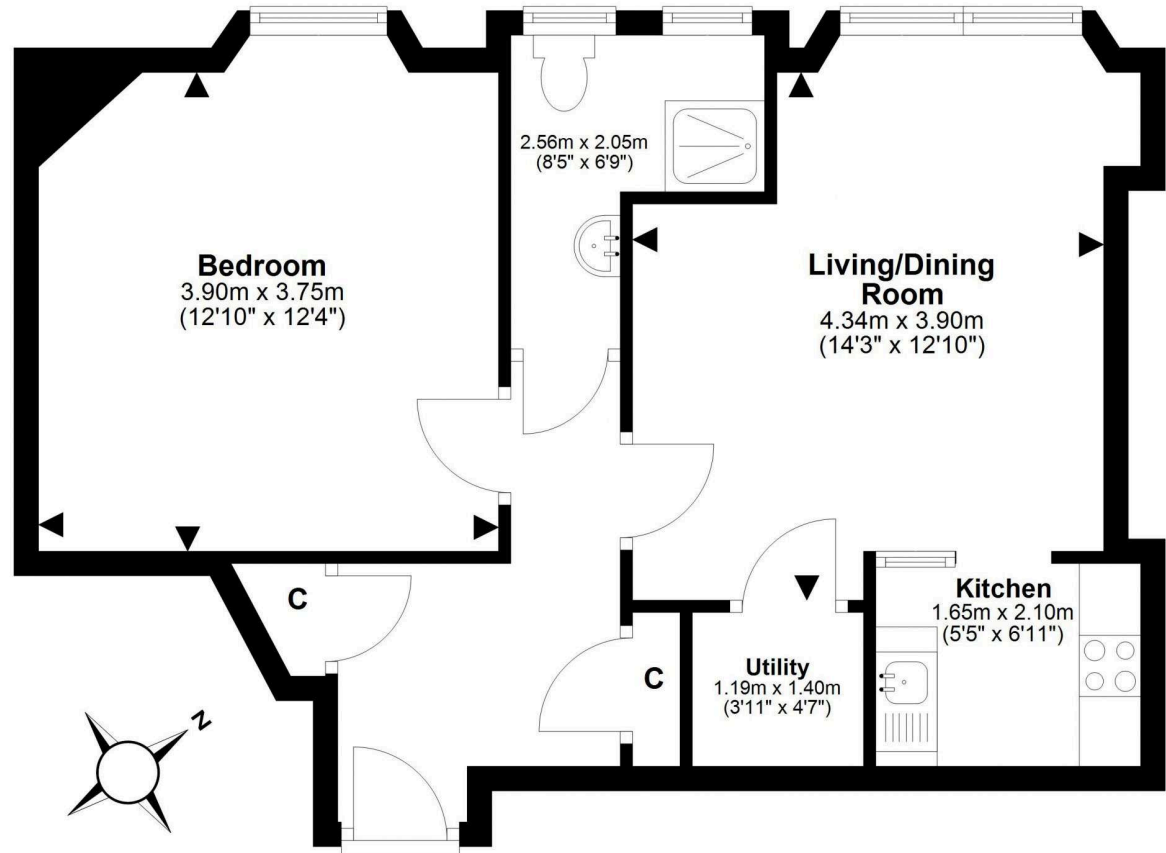 2.56m x 2.05m
(8'5" x 6'9")
Bedroom
3.90m x 3.75m
(12'10" x 12'4")
Living/Dining
Room
4.34m x 3.90m
(14'3" x 12'10")
C
Kitchen
1.65m x 2.10m
(5'5" x 6'11")
C
Utility
1.19m x 1.40m
(3'11" x 4'7")
N